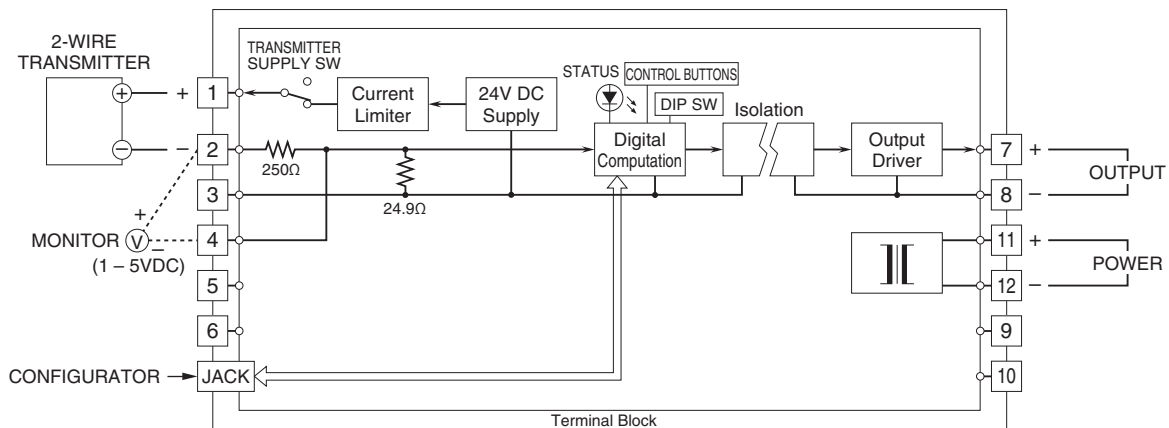 2-WIRE
TRANSMITTER
+
−
+
−
1
2
3
4
5
6
JACK
MONITOR
V
+
−
(1 – 5VDC)
CONFIGURATOR
TRANSMITTER
SUPPLY SW
Current
Limiter
24V DC
Supply
250Ω
24.9Ω
STATUS
CONTROL BUTTONS
DIP SW
Digital
Computation
Isolation
Output
Driver
7
+
8
−
OUTPUT
11
+
12
−
POWER
9
10
Terminal Block